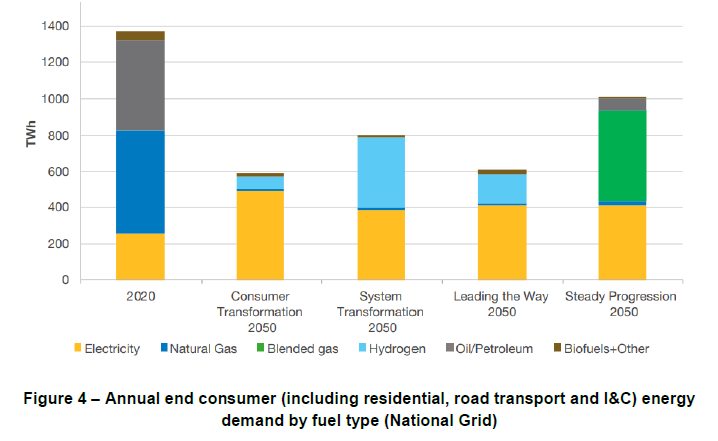 1400
1200
1000
800
600
400
200
0
TWh
2020
Consumer
Transformation
2050
System
Transformation
2050
Leading the Way
2050
Steady Progression
2050
Electricity
Natural Gas
Blended gas
Hydrogen
Oil/Petroleum
Biofuels+Other
Figure 4 – Annual end consumer (including residential, road transport and I&C) energy
demand by fuel type (National Grid)